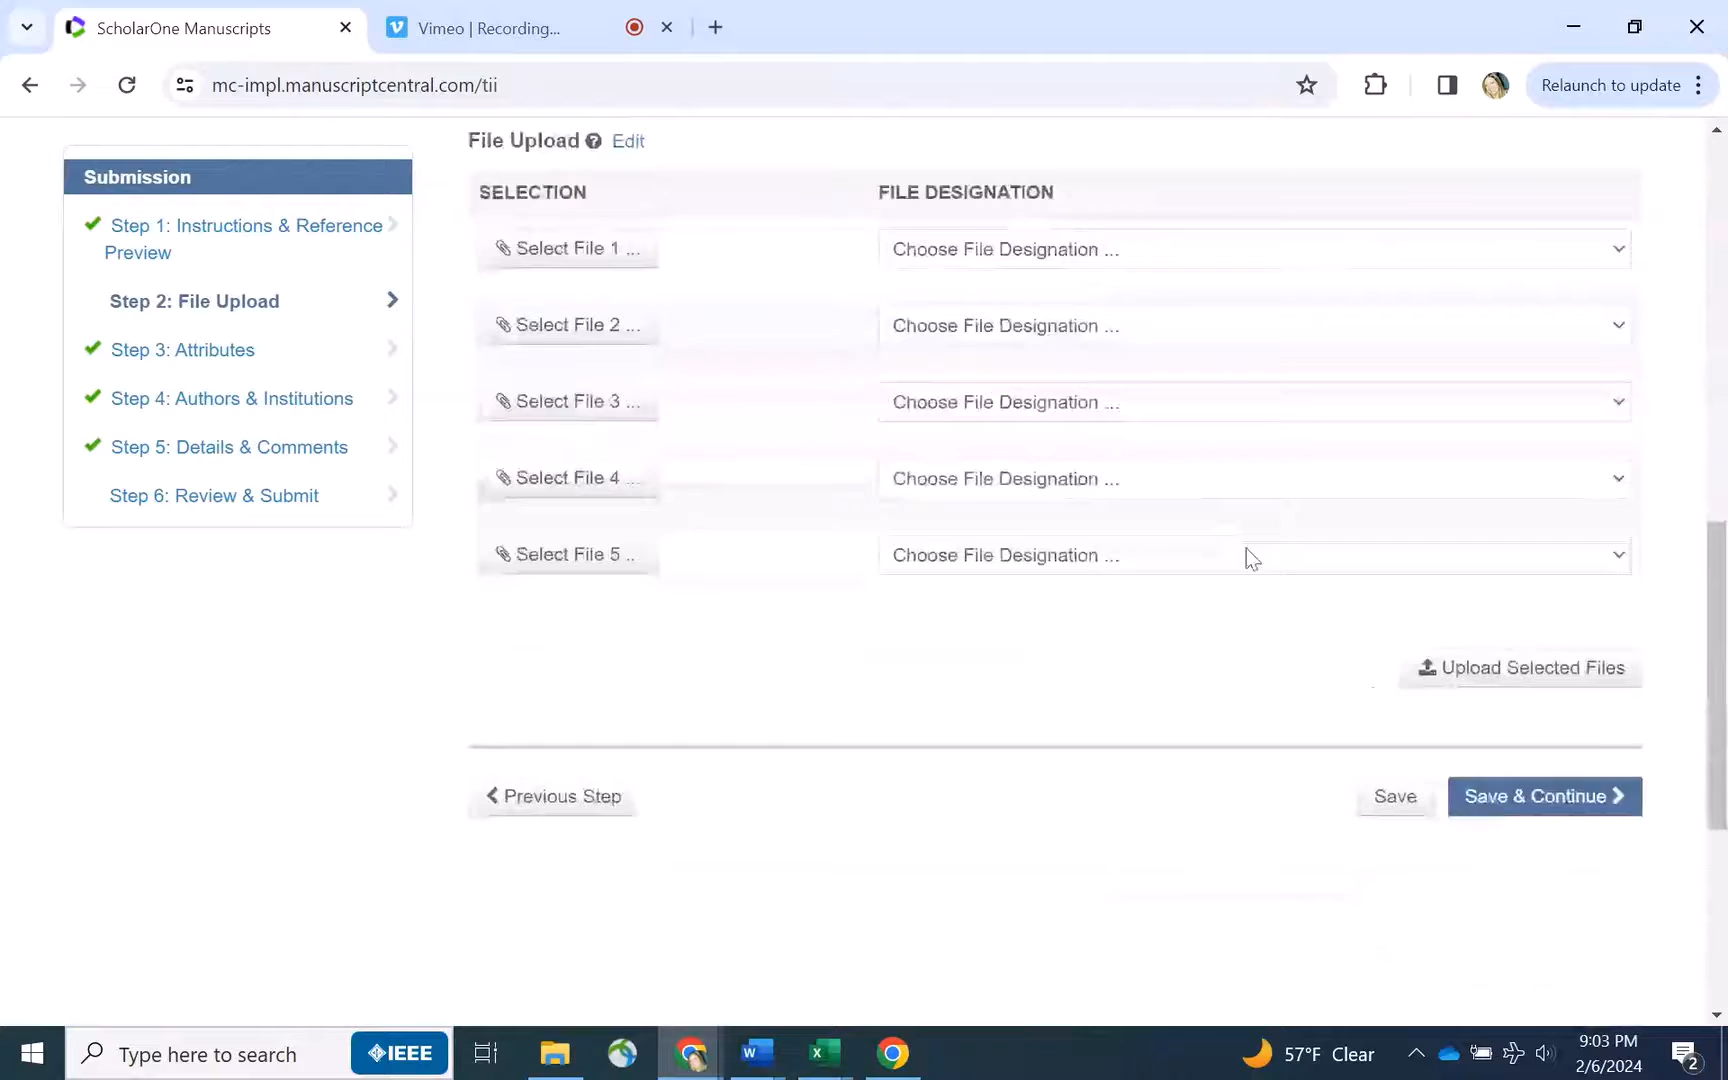 ScholarOne Manuscripts
Vimeo | Recording...
mc-impl.manuscriptcentral.com/tii
Relaunch to update
File Upload ? Edit
Submission
Step 1: Instructions & Reference
Preview
Step 2: File Upload
Step 3: Attributes
Step 4: Authors & Institutions
Step 5: Details & Comments
Step 6: Review & Submit
SELECTION FILE DESIGNATION
Select File 1 ... Choose File Designation ...
Select File 2 ... Choose File Designation ...
Select File 3 ... Choose File Designation ...
Select File 4 ... Choose File Designation ...
Select File 5 .. Choose File Designation ...
Upload Selected Files
Previous Step Save Save & Continue
Type here to search IEEE 57°F Clear
9:03 PM
2/6/2024
2